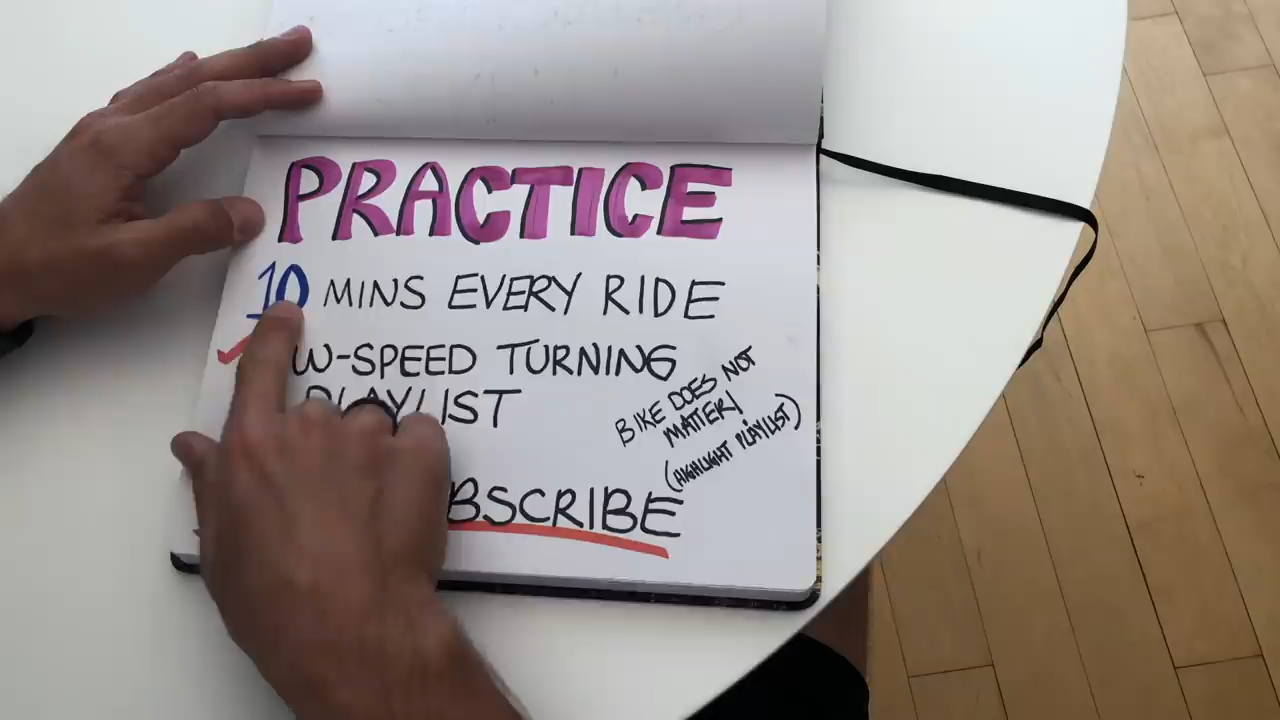 PRACTICE
10 MINS EVERY RIDE
W-SPEED TURNING
PLAYLIST
BIKE DOES NOT
MATTER!
(HIGHLIGHT PLAYLIST)
BSCRIBE